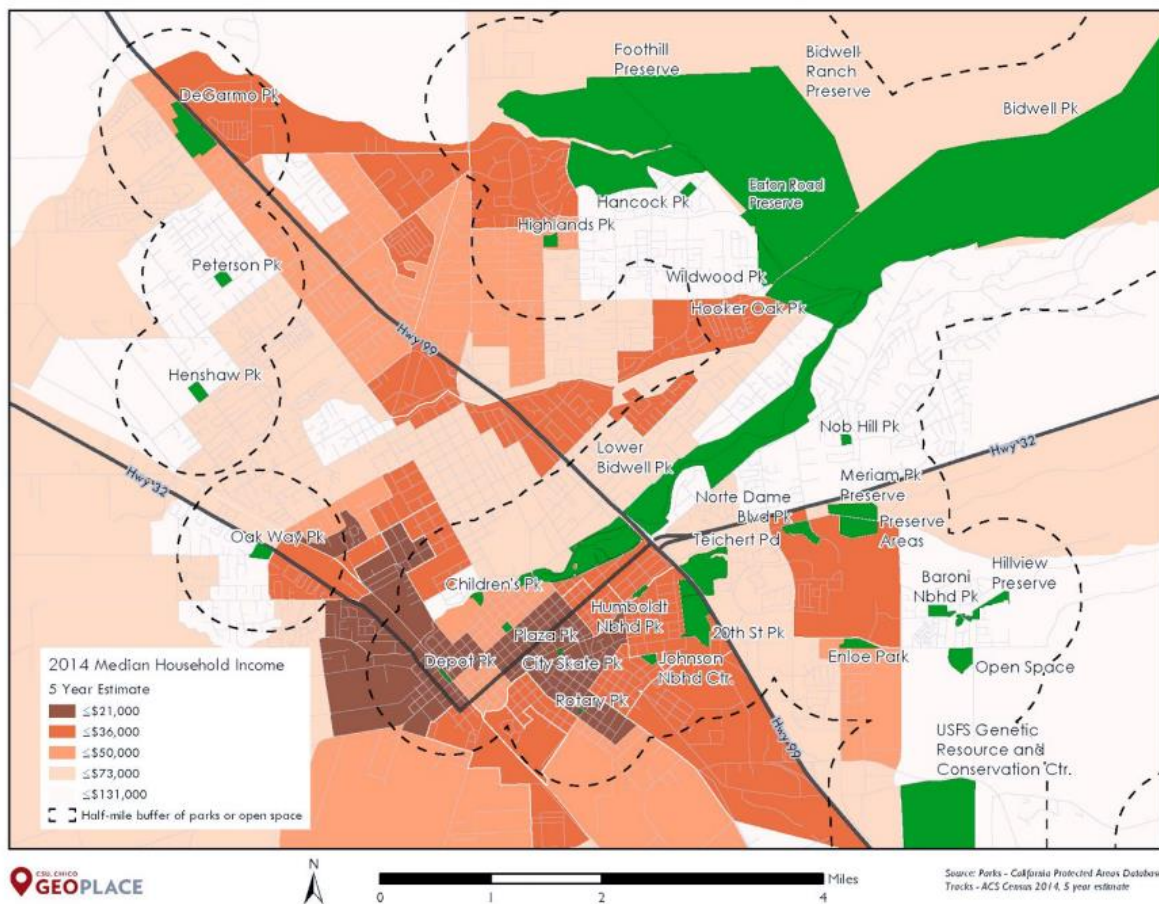 Foothill
Preserve
Bidwell
Ranch
Preserve
Bidwell Pk
DeGarmo Pk
Eaton Road
Preserve
Hancock Pk
Highlands Pk
Peterson Pk
Wildwood Pk
Hooker Oak Pk
Hwy 99
Henshaw Pk
Nob Hill Pk
Hwy 32
Lower
Bidwell Pk
Hwy 32
Meriam Pk
Preserve
Norte Dame
Blvd Pk
Preserve
Areas
Teichert Pd
Oak Way Pk
Children's Pk
Baroni
Nbhd Pk
Hillview
Preserve
Humboldt
Nbhd Pk
Plaza Pk
20th St Pk
City Skate Pk
Depot Pk
Johnson
Nbhd Ctr.
Enloe Park
Open Space
Rotary Pk
Hwy 99
USFS Genetic
Resource and
Conservation Ctr.
2014 Median Household Income
5 Year Estimate
≤$21,000
≤$36,000
≤$50,000
≤$73,000
≤$131,000
Half-mile buffer of parks or open space
CSU, CHICO
GEOPLACE
N
Miles
0 1 2 4
Source: Parks - California Protected Areas Database
Tracks - ACS Census 2014, 5 year estimate